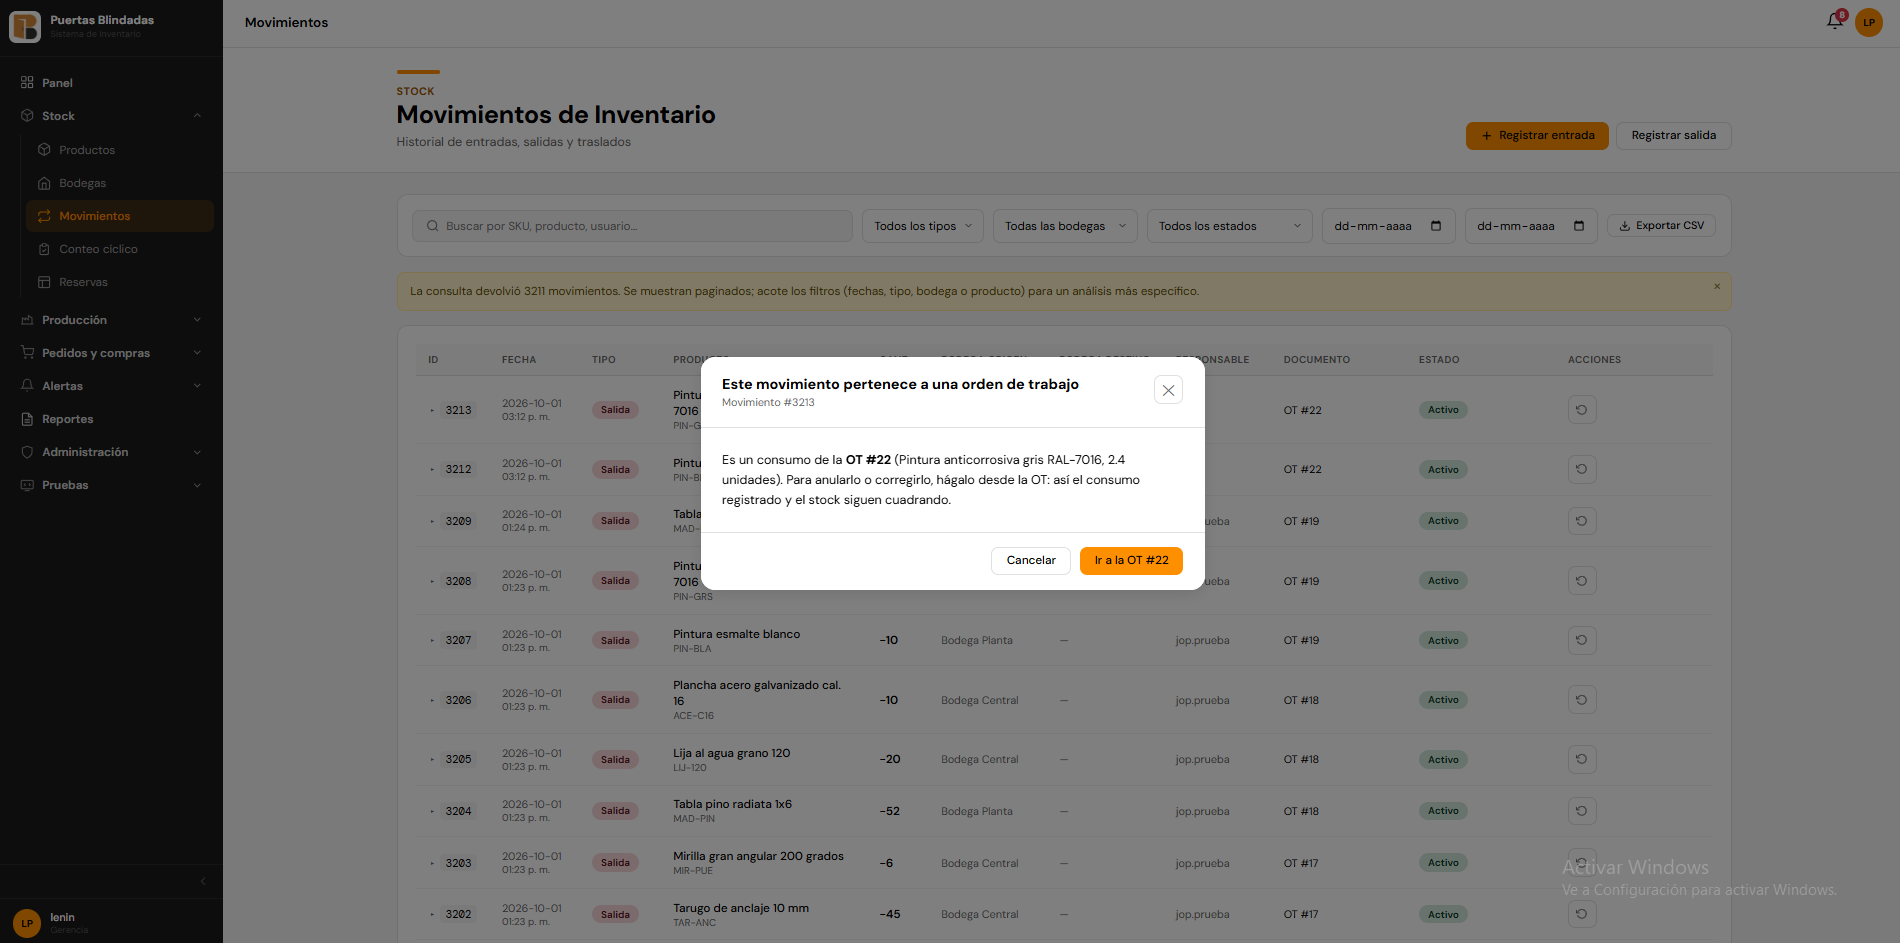 Puertas Blindadas
Sistema de Inventario
Panel
Stock
Productos
Bodegas
Movimientos
Conteo cíclico
Reservas
Producción
Pedidos y compras
Alertas
Reportes
Administración
Pruebas
LP
lenin
Gerencia
Movimientos
8
LP
STOCK
Movimientos de Inventario
Historial de entradas, salidas y traslados
+ Registrar entrada
Registrar salida
Buscar por SKU, producto, usuario...
Todos los tipos
Todas las bodegas
Todos los estados
dd-mm-aaaa
dd-mm-aaaa
Exportar CSV
La consulta devolvió 3211 movimientos. Se muestran paginados; acote los filtros (fechas, tipo, bodega o producto) para un análisis más específico.
×
ID FECHA TIPO DOCUMENTO ESTADO ACCIONES
3213 2026-10-01 03:12 p. m. Salida 7016 OT #22 Activo
3212 2026-10-01 03:12 p. m. Salida OT #22 Activo
3209 2026-10-01 01:24 p. m. Salida Tabla OT #19 Activo
3208 2026-10-01 01:23 p. m. Salida 7016 PIN-GRS OT #19 Activo
3207 2026-10-01 01:23 p. m. Salida Pintura esmalte blanco PIN-BLA -10 Bodega Planta — jop.prueba OT #19 Activo
3206 2026-10-01 01:23 p. m. Salida Plancha acero galvanizado cal. 16 ACE-C16 -10 Bodega Central — jop.prueba OT #18 Activo
3205 2026-10-01 01:23 p. m. Salida Lija al agua grano 120 LIJ-120 -20 Bodega Central — jop.prueba OT #18 Activo
3204 2026-10-01 01:23 p. m. Salida Tabla pino radiata 1x6 MAD-PIN -52 Bodega Planta — jop.prueba OT #18 Activo
3203 2026-10-01 01:23 p. m. Salida Mirilla gran angular 200 grados MIR-PUE -6 Bodega Central — jop.prueba OT #17 Activo
3202 2026-10-01 01:23 p. m. Salida Tarugo de anclaje 10 mm TAR-ANC -45 Bodega Central — jop.prueba OT #17 Activo
Este movimiento pertenece a una orden de trabajo
Movimiento #3213
Es un consumo de la OT #22 (Pintura anticorrosiva gris RAL-7016, 2.4
unidades). Para anularlo o corregirlo, hágalo desde la OT: así el consumo
registrado y el stock siguen cuadrando.
Cancelar
Ir a la OT #22
Activar Windows
Ve a Configuración para activar Windows.